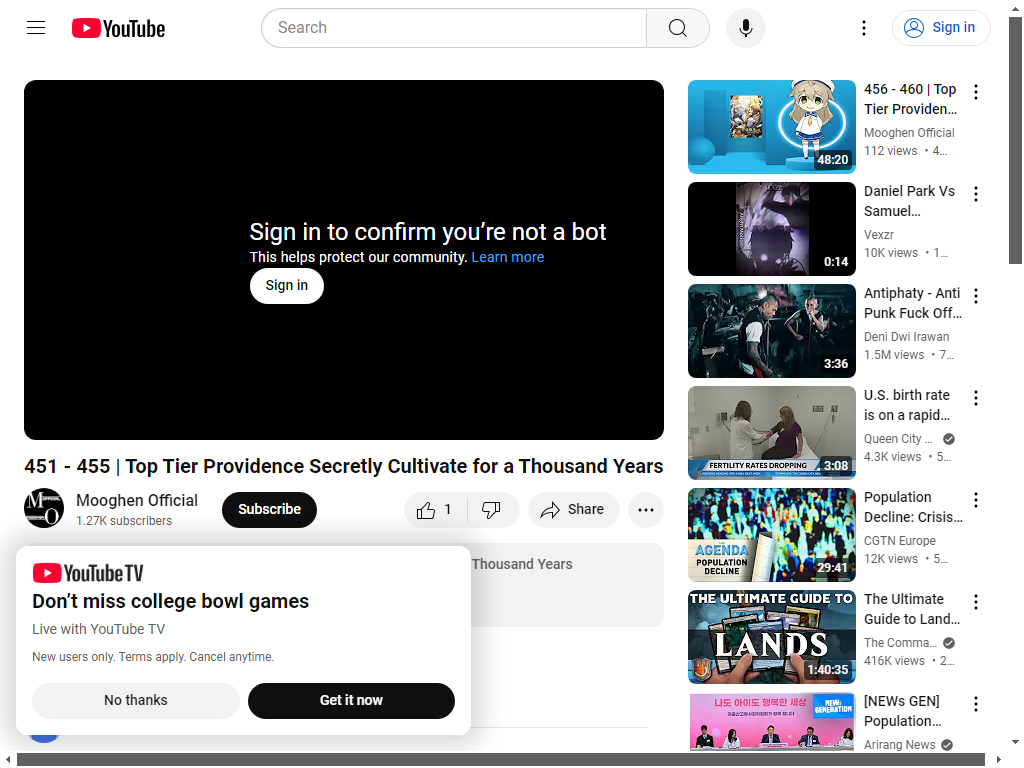 YouTube
Search
Sign in
Sign in to confirm you’re not a bot
This helps protect our community. Learn more
Sign in
451 - 455 | Top Tier Providence Secretly Cultivate for a Thousand Years
Mooghen Official
1.27K subscribers
Subscribe
1
Share
Thousand Years
YouTube TV
Don’t miss college bowl games
Live with YouTube TV
New users only. Terms apply. Cancel anytime.
No thanks
Get it now
48:20
456 - 460 | Top
Tier Providen...
Mooghen Official
112 views • 4...
0:14
Daniel Park Vs
Samuel...
Vexzr
10K views • 1...
3:36
Antiphaty - Anti
Punk Fuck Off...
Deni Dwi Irawan
1.5M views • 7...
FERTILITY RATES DROPPING
3:08
U.S. birth rate
is on a rapid...
Queen City ...
4.3K views • 5...
THE AGENDA
POPULATION
DECLINE
29:41
Population
Decline: Crisis...
CGTN Europe
12K views • 5...
THE ULTIMATE GUIDE TO
LANDS
1:40:35
The Ultimate
Guide to Land...
The Comma...
416K views • 2...
나도 아이도 행복한 세상
NEWs
GENERATION
[NEWs GEN]
Population...
Arirang News